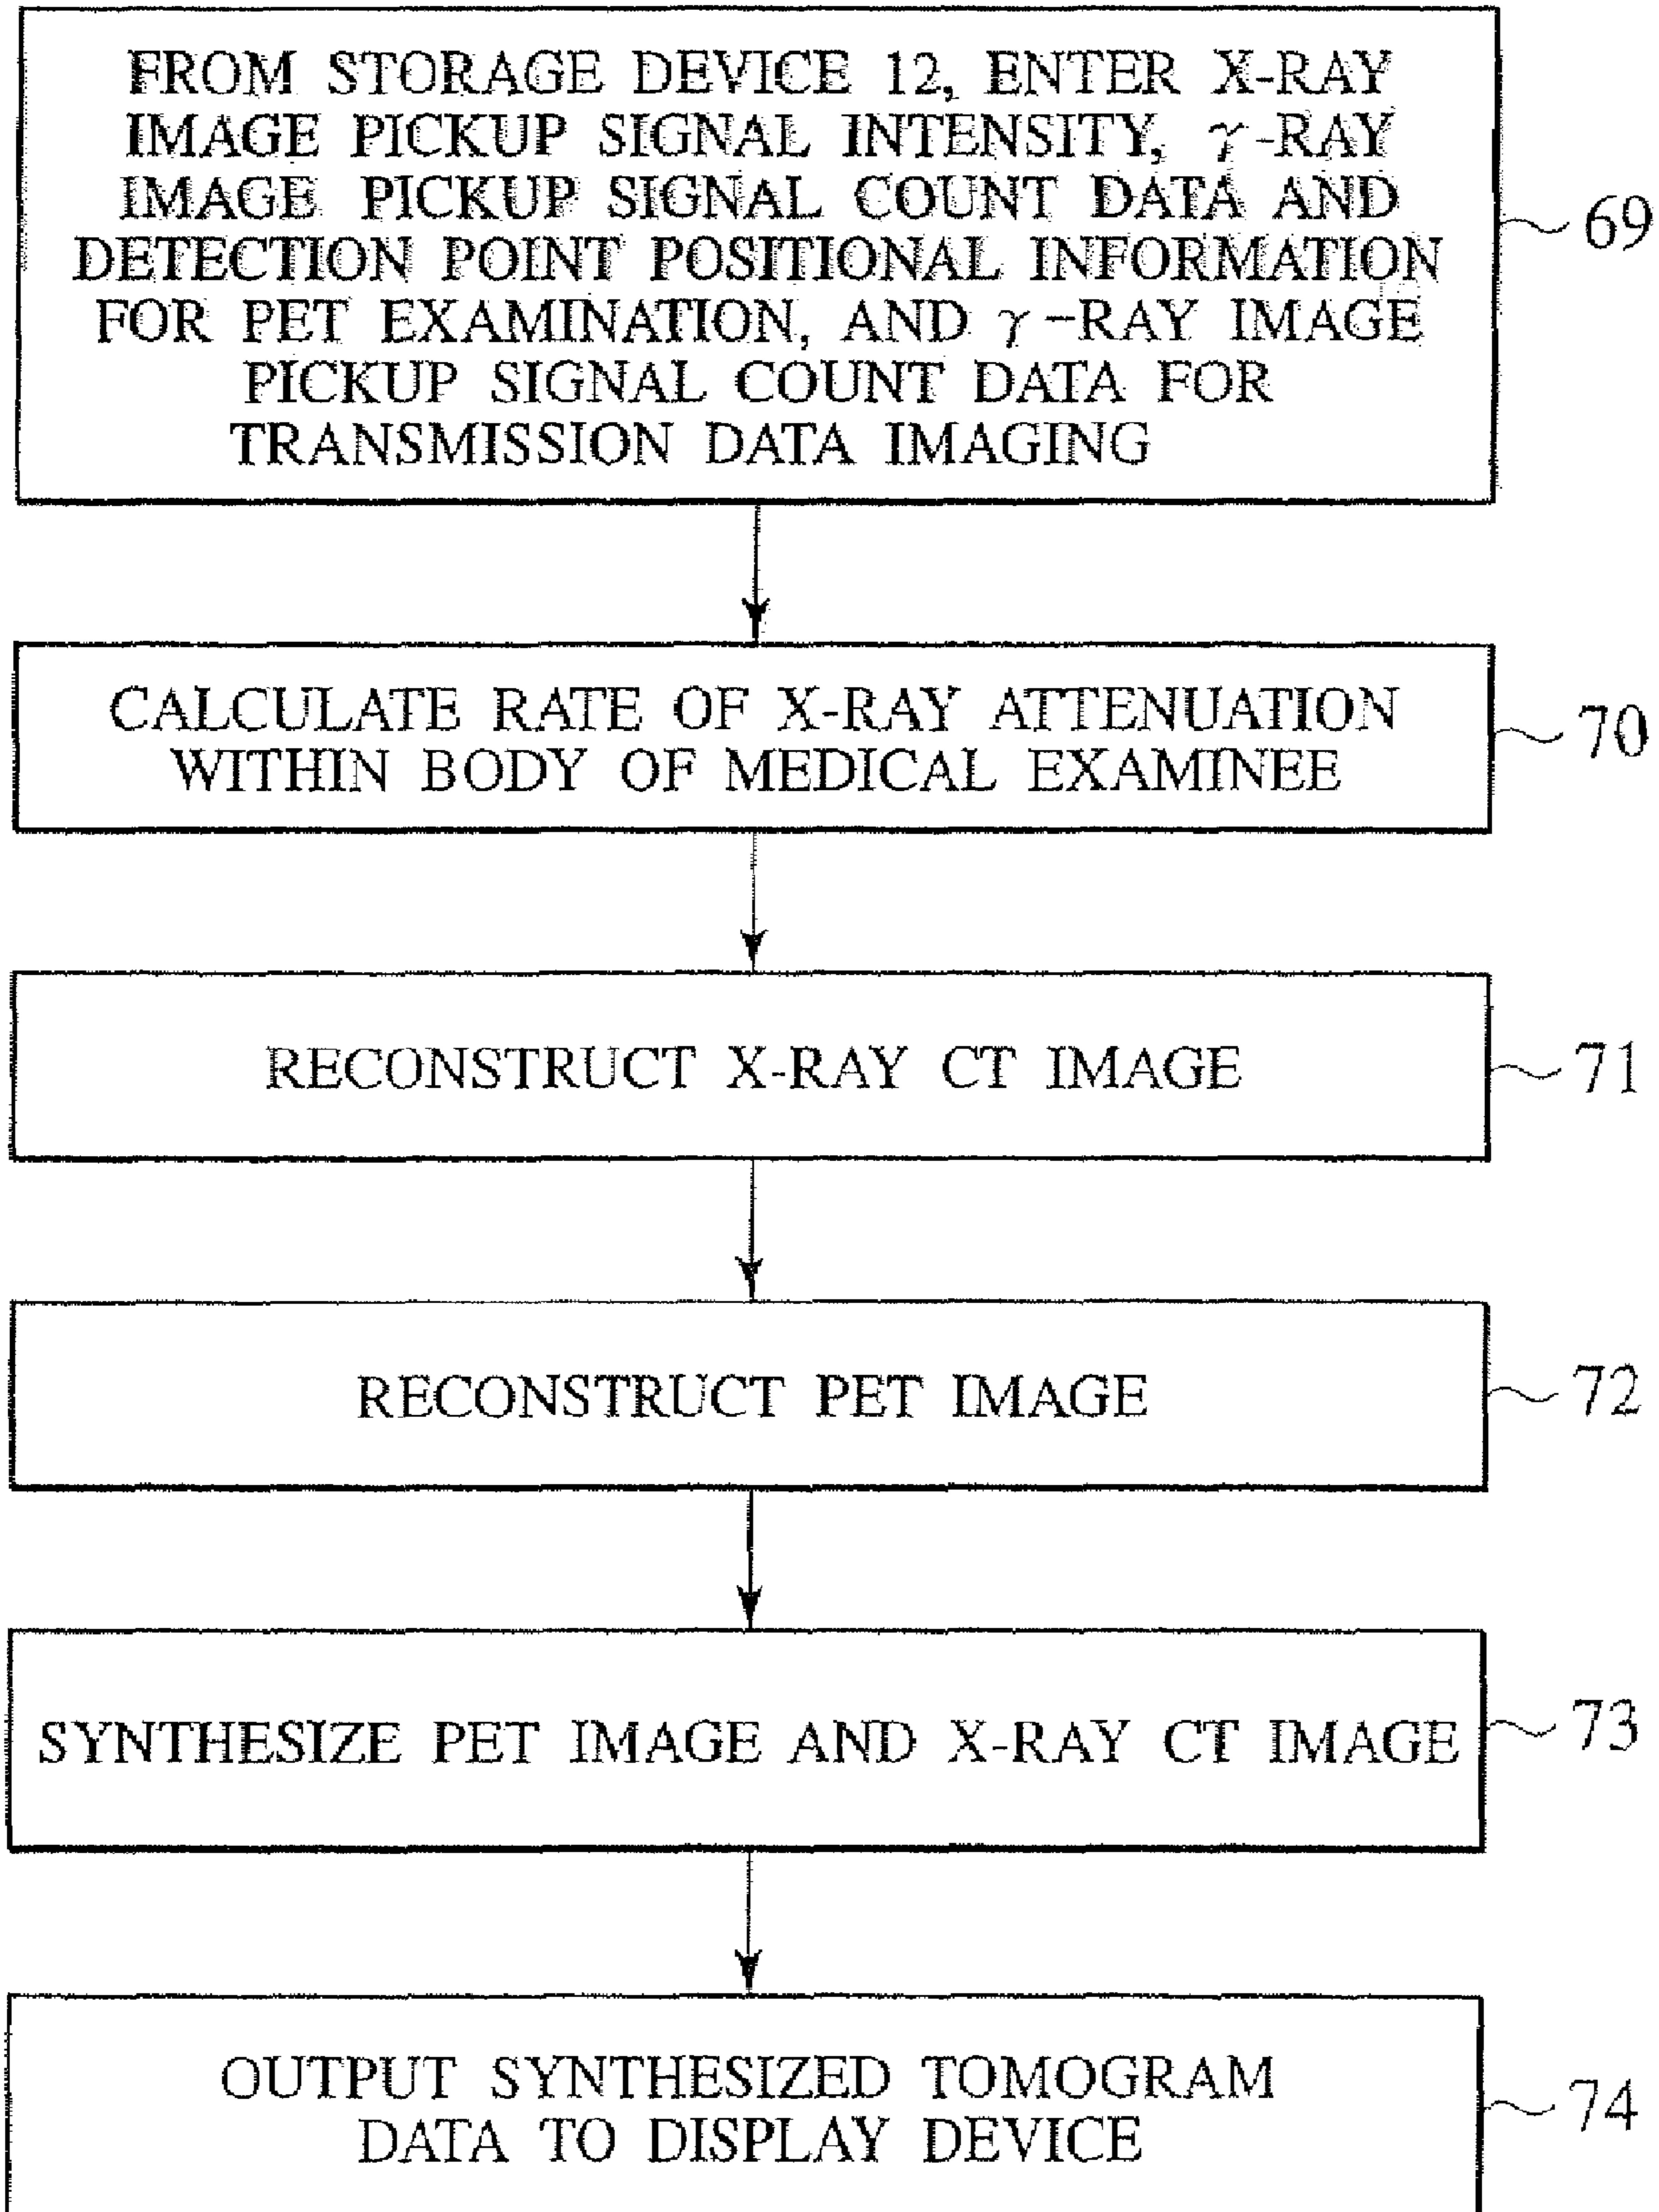 FROM STORAGE DEVICE 12, ENTER X-RAY
IMAGE PICKUP SIGNAL INTENSITY, γ-RAY
IMAGE PICKUP SIGNAL COUNT DATA AND
DETECTION POINT POSITIONAL INFORMATION
FOR PET EXAMINATION, AND γ-RAY IMAGE
PICKUP SIGNAL COUNT DATA FOR
TRANSMISSION DATA IMAGING
69
CALCULATE RATE OF X-RAY ATTENUATION
WITHIN BODY OF MEDICAL EXAMINEE
70
RECONSTRUCT X-RAY CT IMAGE
71
RECONSTRUCT PET IMAGE
72
SYNTHESIZE PET IMAGE AND X-RAY CT IMAGE
73
OUTPUT SYNTHESIZED TOMOGRAM
DATA TO DISPLAY DEVICE
74